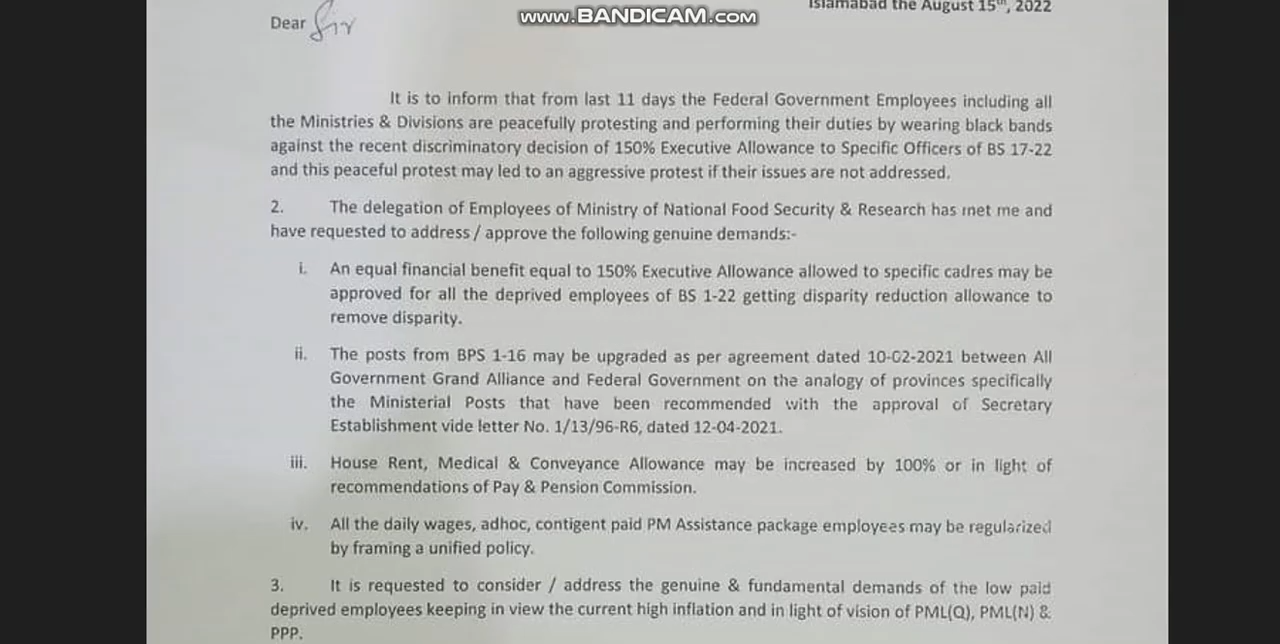 www.BANDICAM.com
Islamabad the August 15th, 2022
Dear Sir
It is to inform that from last 11 days the Federal Government Employees including all
the Ministries & Divisions are peacefully protesting and performing their duties by wearing black bands
against the recent discriminatory decision of 150% Executive Allowance to Specific Officers of BS 17-22
and this peaceful protest may led to an aggressive protest if their issues are not addressed.
2. The delegation of Employees of Ministry of National Food Security & Research has met me and
have requested to address / approve the following genuine demands:-
i. An equal financial benefit equal to 150% Executive Allowance allowed to specific cadres may be
approved for all the deprived employees of BS 1-22 getting disparity reduction allowance to
remove disparity.
ii. The posts from BPS 1-16 may be upgraded as per agreement dated 10-02-2021 between All
Government Grand Alliance and Federal Government on the analogy of provinces specifically
the Ministerial Posts that have been recommended with the approval of Secretary
Establishment vide letter No. 1/13/96-R6, dated 12-04-2021.
iii. House Rent, Medical & Conveyance Allowance may be increased by 100% or in light of
recommendations of Pay & Pension Commission.
iv. All the daily wages, adhoc, contigent paid PM Assistance package employees may be regularized
by framing a unified policy.
3. It is requested to consider / address the genuine & fundamental demands of the low paid
deprived employees keeping in view the current high inflation and in light of vision of PML(Q), PML(N) &
PPP.